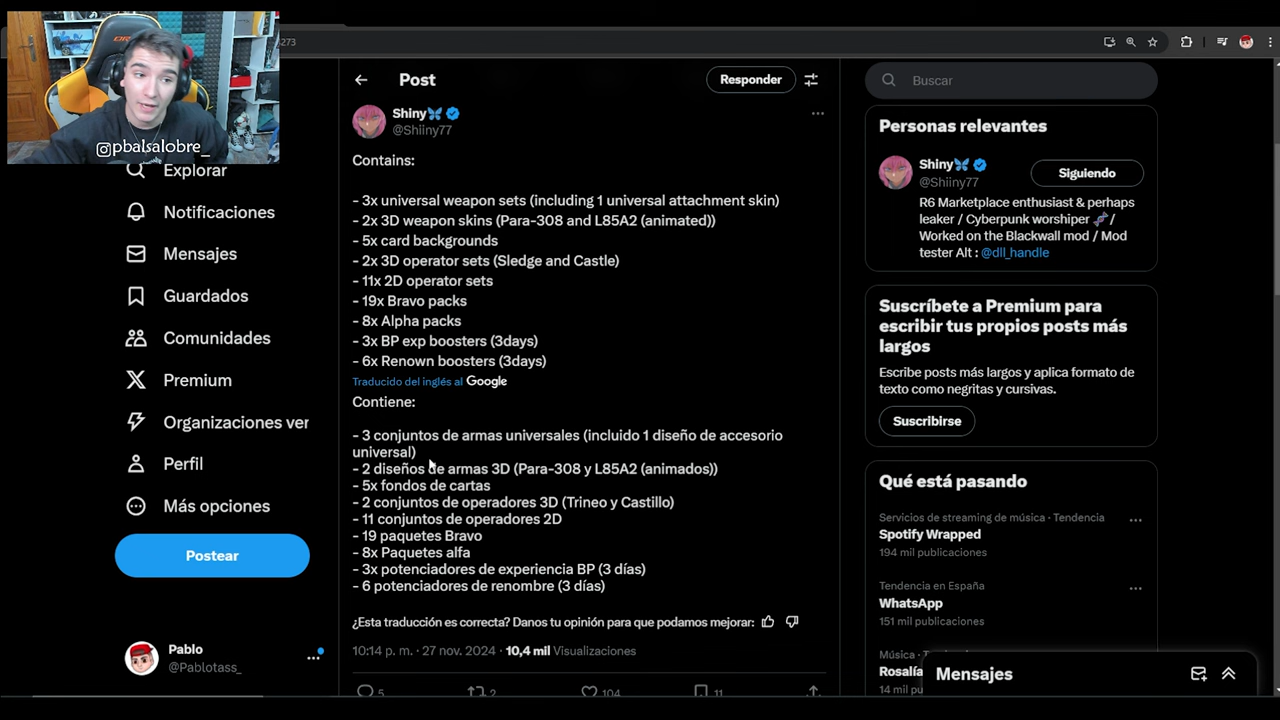 273
pbalsalobre_
Explorar
Notificaciones
Mensajes
Guardados
Comunidades
Premium
Organizaciones ver
Perfil
Más opciones
Postear
Pablo
@Pablotass_
Post
Responder
Shiny
@Shiiny77
Contains:
- 3x universal weapon sets (including 1 universal attachment skin)
- 2x 3D weapon skins (Para-308 and L85A2 (animated))
- 5x card backgrounds
- 2x 3D operator sets (Sledge and Castle)
- 11x 2D operator sets
- 19x Bravo packs
- 8x Alpha packs
- 3x BP exp boosters (3days)
- 6x Renown boosters (3days)
Traducido del inglés al Google
Contiene:
- 3 conjuntos de armas universales (incluido 1 diseño de accesorio
universal)
- 2 diseños de armas 3D (Para-308 y L85A2 (animados))
- 5x fondos de cartas
- 2 conjuntos de operadores 3D (Trineo y Castillo)
- 11 conjuntos de operadores 2D
- 19 paquetes Bravo
- 8x Paquetes alfa
- 3x potenciadores de experiencia BP (3 días)
- 6 potenciadores de renombre (3 días)
¿Esta traducción es correcta? Danos tu opinión para que podamos mejorar:
10:14 p. m. · 27 nov. 2024 · 10,4 mil Visualizaciones
5
2
104
11
Buscar
Personas relevantes
Shiny
@Shiiny77
Siguiendo
R6 Marketplace enthusiast & perhaps
leaker / Cyberpunk worshiper /
Worked on the Blackwall mod / Mod
tester Alt : @dll_handle
Suscríbete a Premium para
escribir tus propios posts más
largos
Escribe posts más largos y aplica formato de
texto como negritas y cursivas.
Suscribirse
Qué está pasando
Servicios de streaming de música · Tendencia
Spotify Wrapped
194 mil publicaciones
Tendencia en España
WhatsApp
151 mil publicaciones
Música · Te
Rosalía
14 mil pu
Mensajes